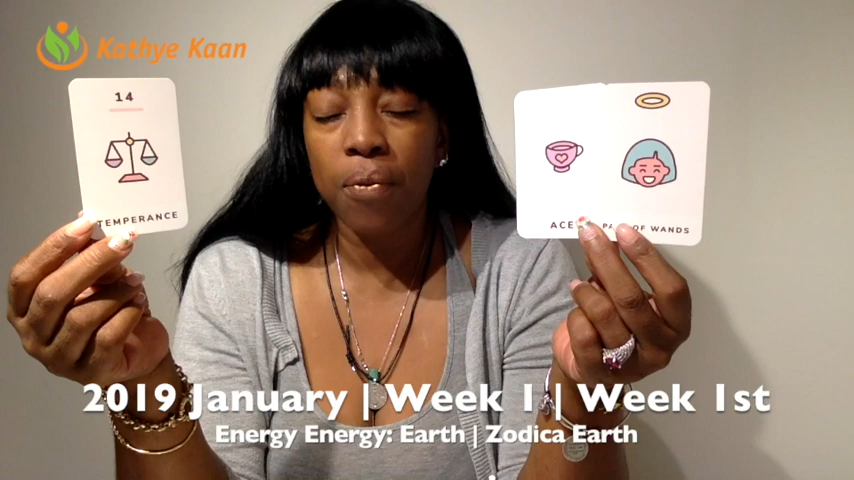 Kathye Kaan
14
TEMPERANCE
ACE
OF WANDS
2019 January | Week 1 | Week 1st
Energy Energy: Earth | Zodica Earth